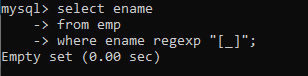 mysql> select ename
    -> from emp
    -> where ename regexp "[_]";
Empty set (0.00 sec)